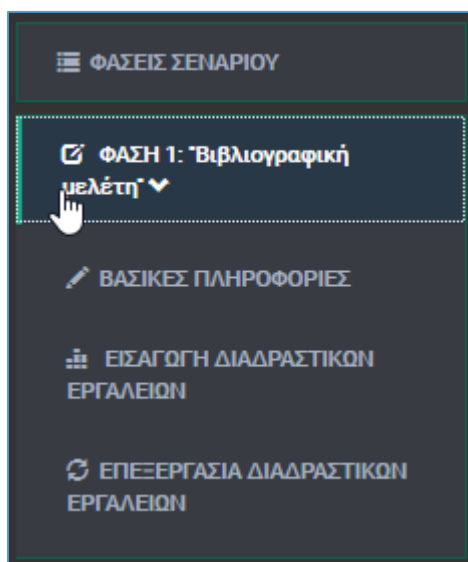 ΦΑΣΕΙΣ ΣΕΝΑΡΙΟΥ
ΦΑΣΗ 1: "Βιβλιογραφική
μελέτη"
ΒΑΣΙΚΕΣ ΠΛΗΡΟΦΟΡΙΕΣ
ΕΙΣΑΓΩΓΗ ΔΙΑΔΡΑΣΤΙΚΩΝ
ΕΡΓΑΛΕΙΩΝ
ΕΠΕΞΕΡΓΑΣΙΑ ΔΙΑΔΡΑΣΤΙΚΩΝ
ΕΡΓΑΛΕΙΩΝ